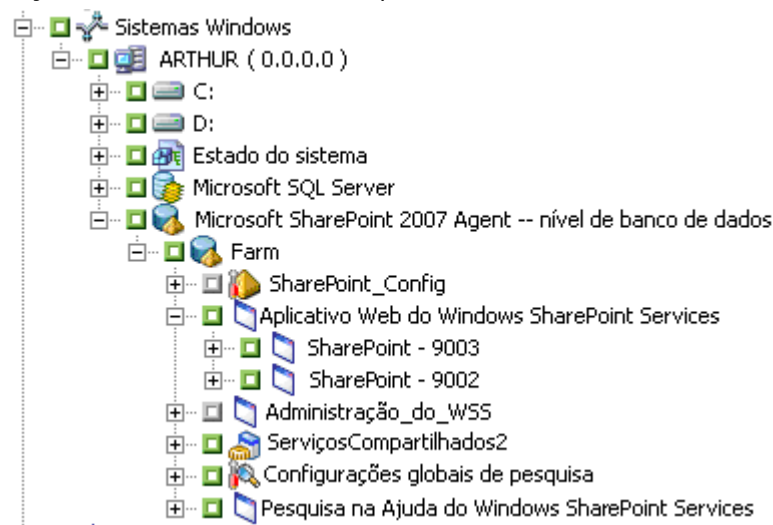 Sistemas Windows
ARTHUR ( 0.0.0.0 )
C:
D:
Estado do sistema
Microsoft SQL Server
Microsoft SharePoint 2007 Agent -- nível de banco de dados
Farm
SharePoint_Config
Aplicativo Web do Windows SharePoint Services
SharePoint - 9003
SharePoint - 9002
Administração_do_WSS
ServiçosCompartilhados2
Configurações globais de pesquisa
Pesquisa na Ajuda do Windows SharePoint Services